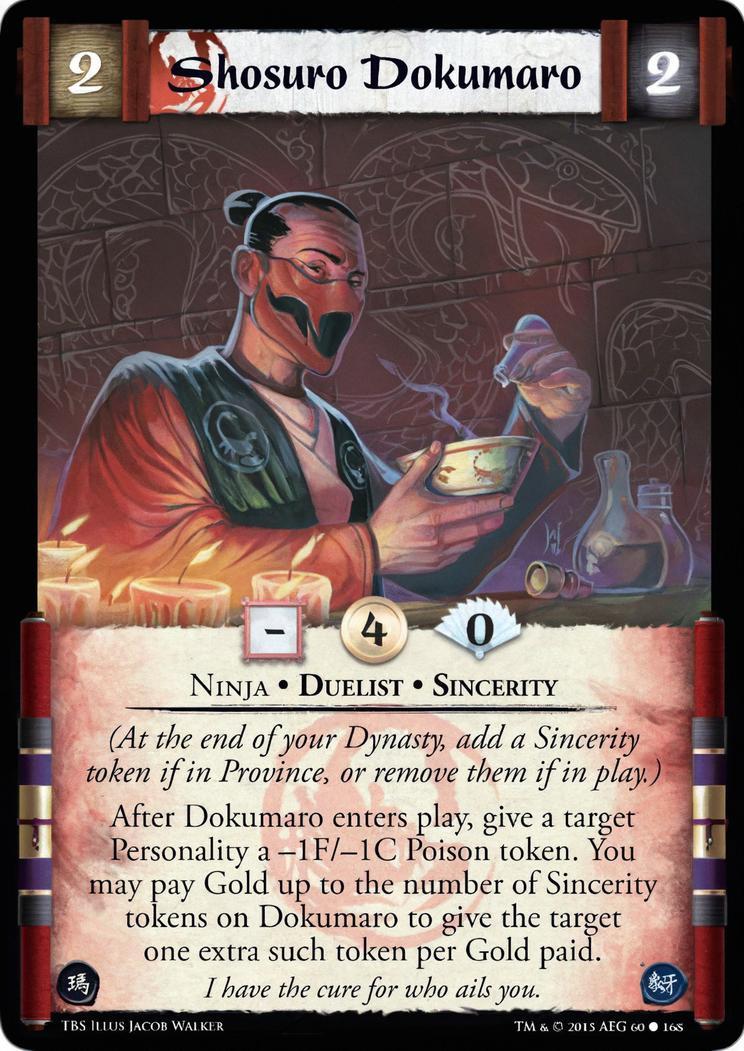 2 Shosuro Dokumaro 2
- 4 0
Ninja • Duelist • Sincerity
(At the end of your Dynasty, add a Sincerity
token if in Province, or remove them if in play.)
After Dokumaro enters play, give a target
Personality a –1F/–1C Poison token. You
may pay Gold up to the number of Sincerity
tokens on Dokumaro to give the target
one extra such token per Gold paid.
I have the cure for who ails you.
瑪
TBS Illus Jacob Walker
TM & © 2015 AEG 60 • 168